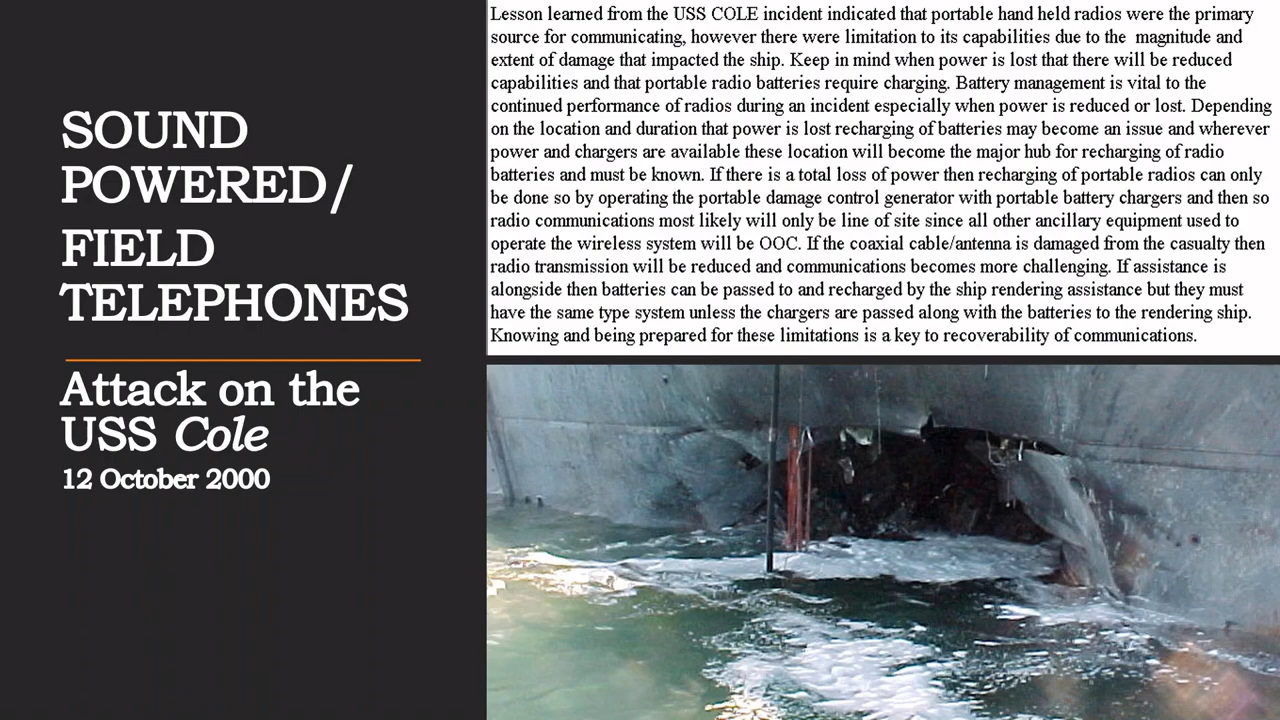 SOUND
POWERED/
FIELD
TELEPHONES
Attack on the
USS Cole
12 October 2000
Lesson learned from the USS COLE incident indicated that portable hand held radios were the primary
source for communicating, however there were limitation to its capabilities due to the magnitude and
extent of damage that impacted the ship. Keep in mind when power is lost that there will be reduced
capabilities and that portable radio batteries require charging. Battery management is vital to the
continued performance of radios during an incident especially when power is reduced or lost. Depending
on the location and duration that power is lost recharging of batteries may become an issue and wherever
power and chargers are available these location will become the major hub for recharging of radio
batteries and must be known. If there is a total loss of power then recharging of portable radios can only
be done so by operating the portable damage control generator with portable battery chargers and then so
radio communications most likely will only be line of site since all other ancillary equipment used to
operate the wireless system will be OOC. If the coaxial cable/antenna is damaged from the casualty then
radio transmission will be reduced and communications becomes more challenging. If assistance is
alongside then batteries can be passed to and recharged by the ship rendering assistance but they must
have the same type system unless the chargers are passed along with the batteries to the rendering ship.
Knowing and being prepared for these limitations is a key to recoverability of communications.